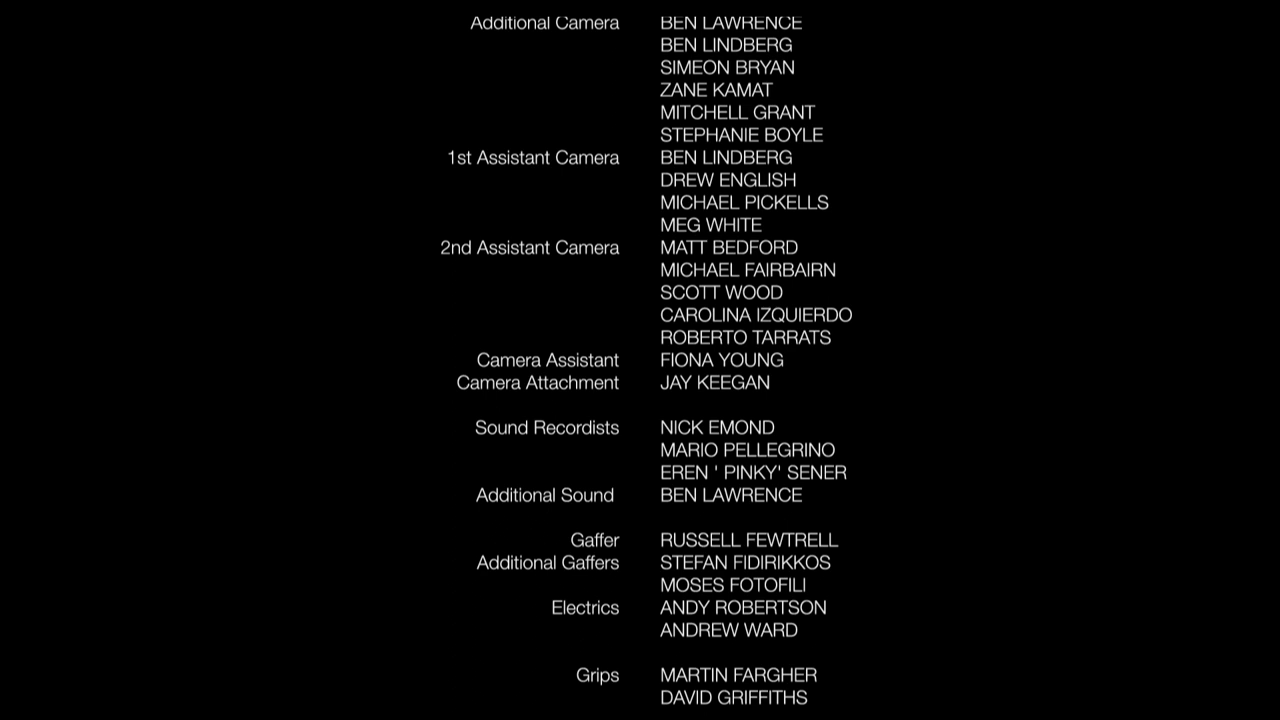 Additional Camera BEN LAWRENCE
BEN LINDBERG
SIMEON BRYAN
ZANE KAMAT
MITCHELL GRANT
STEPHANIE BOYLE
1st Assistant Camera BEN LINDBERG
DREW ENGLISH
MICHAEL PICKELLS
MEG WHITE
2nd Assistant Camera MATT BEDFORD
MICHAEL FAIRBAIRN
SCOTT WOOD
CAROLINA IZQUIERDO
ROBERTO TARRATS
Camera Assistant FIONA YOUNG
Camera Attachment JAY KEEGAN
Sound Recordists NICK EMOND
MARIO PELLEGRINO
EREN ' PINKY' SENER
Additional Sound BEN LAWRENCE
Gaffer RUSSELL FEWTRELL
Additional Gaffers STEFAN FIDIRIKKOS
MOSES FOTOFILI
Electrics ANDY ROBERTSON
ANDREW WARD
Grips MARTIN FARGHER
DAVID GRIFFITHS